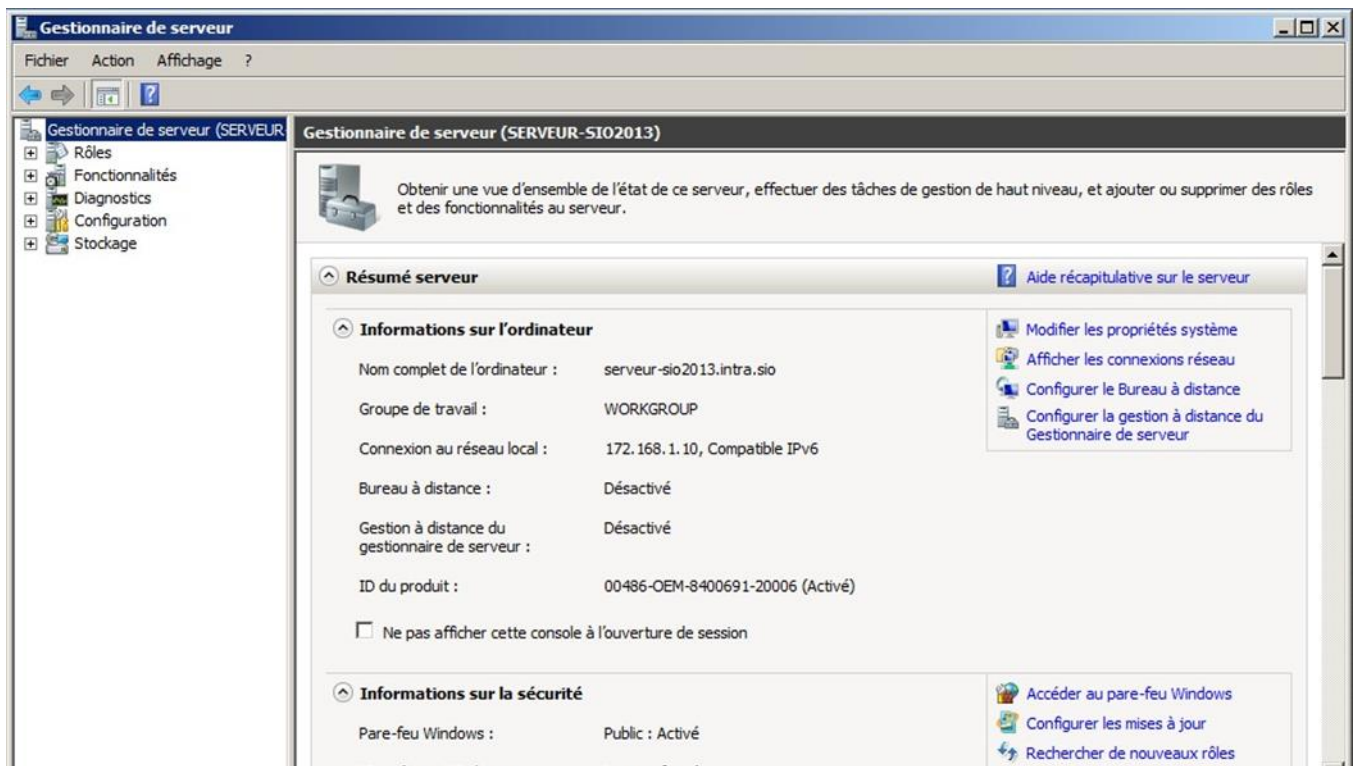 Gestionnaire de serveur
Fichier Action Affichage ?
Gestionnaire de serveur (SERVEUR-
Rôles
Fonctionnalités
Diagnostics
Configuration
Stockage
Gestionnaire de serveur (SERVEUR-SIO2013)
Obtenir une vue d'ensemble de l'état de ce serveur, effectuer des tâches de gestion de haut niveau, et ajouter ou supprimer des rôles
et des fonctionnalités au serveur.
Résumé serveur
Aide récapitulative sur le serveur
Informations sur l'ordinateur
Nom complet de l'ordinateur : serveur-sio2013.intra.sio
Groupe de travail : WORKGROUP
Connexion au réseau local : 172.168.1.10, Compatible IPv6
Bureau à distance : Désactivé
Gestion à distance du
gestionnaire de serveur : Désactivé
ID du produit : 00486-OEM-8400691-20006 (Activé)
Ne pas afficher cette console à l'ouverture de session
Modifier les propriétés système
Afficher les connexions réseau
Configurer le Bureau à distance
Configurer la gestion à distance du
Gestionnaire de serveur
Informations sur la sécurité
Pare-feu Windows : Public : Activé
Accéder au pare-feu Windows
Configurer les mises à jour
Rechercher de nouveaux rôles